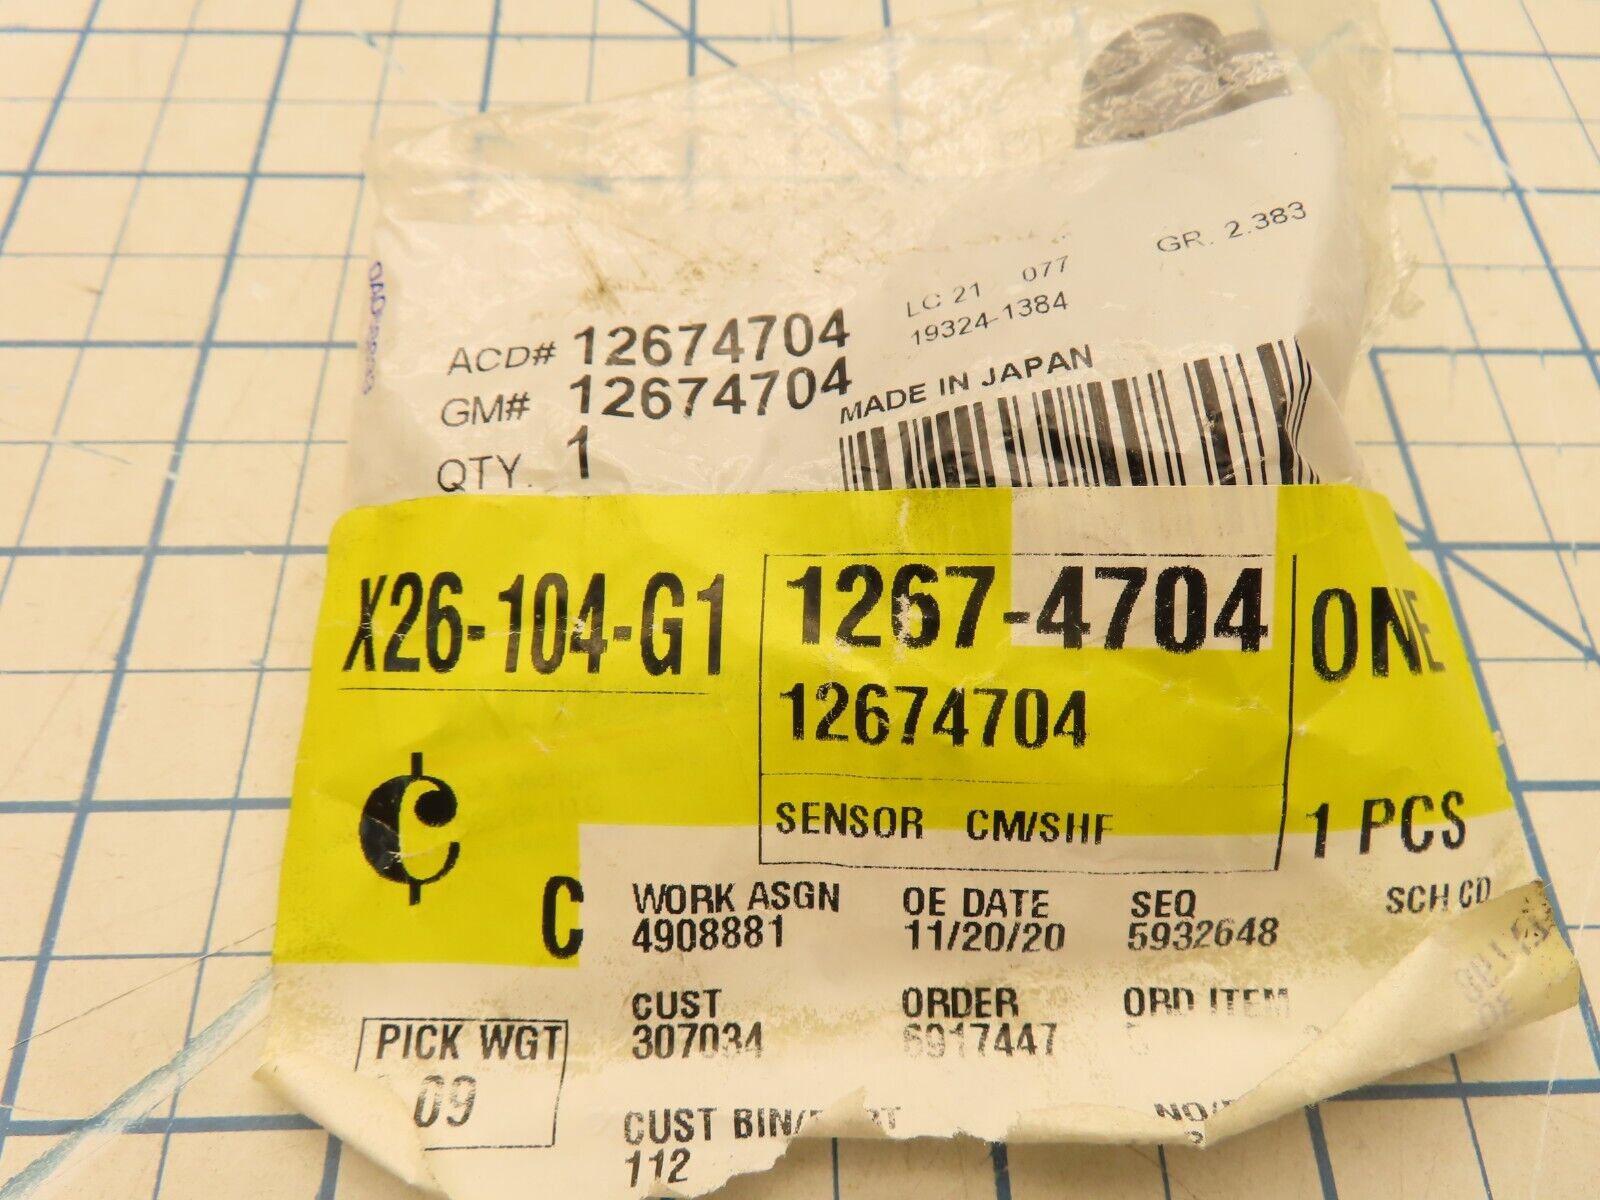 GR. 2.383
LC 21 077
19324-1384
ACD# 12674704
GM# 12674704
MADE IN JAPAN
QTY. 1
X26-104-G1
1267-4704
12674704
ONE
SENSOR CM/SHF
1 PCS
¢
C
WORK ASGN OE DATE SEQ SCH CD
4908881 11/20/20 5932648
CUST ORDER ORD ITEM
307034 6917447
PICK WGT
09
CUST BIN/
112